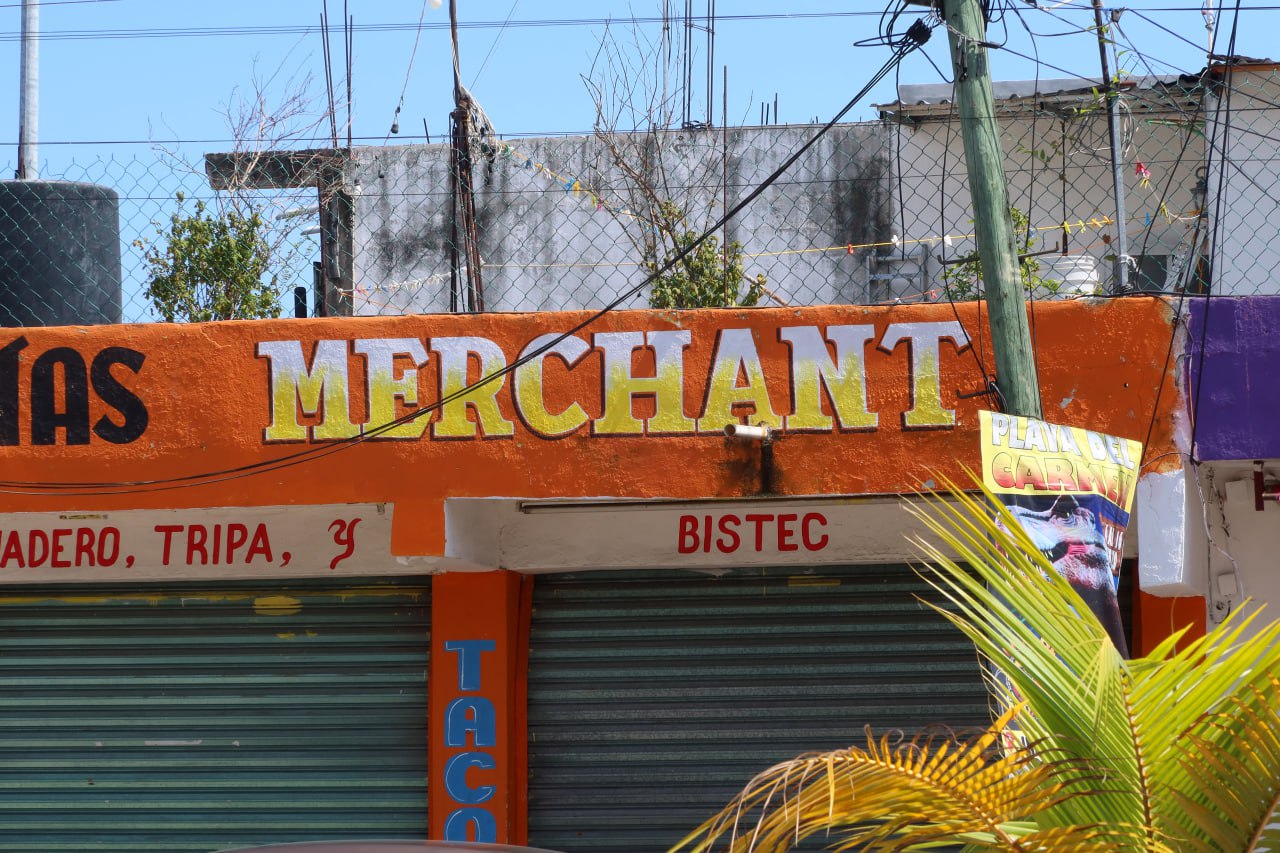 ÍAS MERCHANT
ADERO, TRIPA, Y
BISTEC
TACO
PLAYA DEL
CARMEN